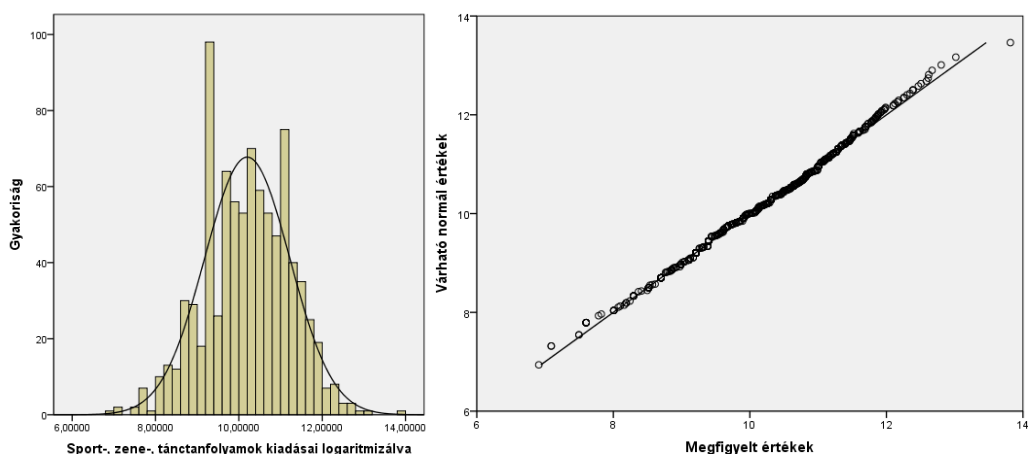 Gyakoriság
100
80
60
40
20
0
6,00000 8,00000 10,00000 12,00000 14,00000
Sport-, zene-, tánctanfolyamok kiadásai logaritmizálva
Várható normál értékek
14
12
10
8
6
6 8 10 12 14
Megfigyelt értékek